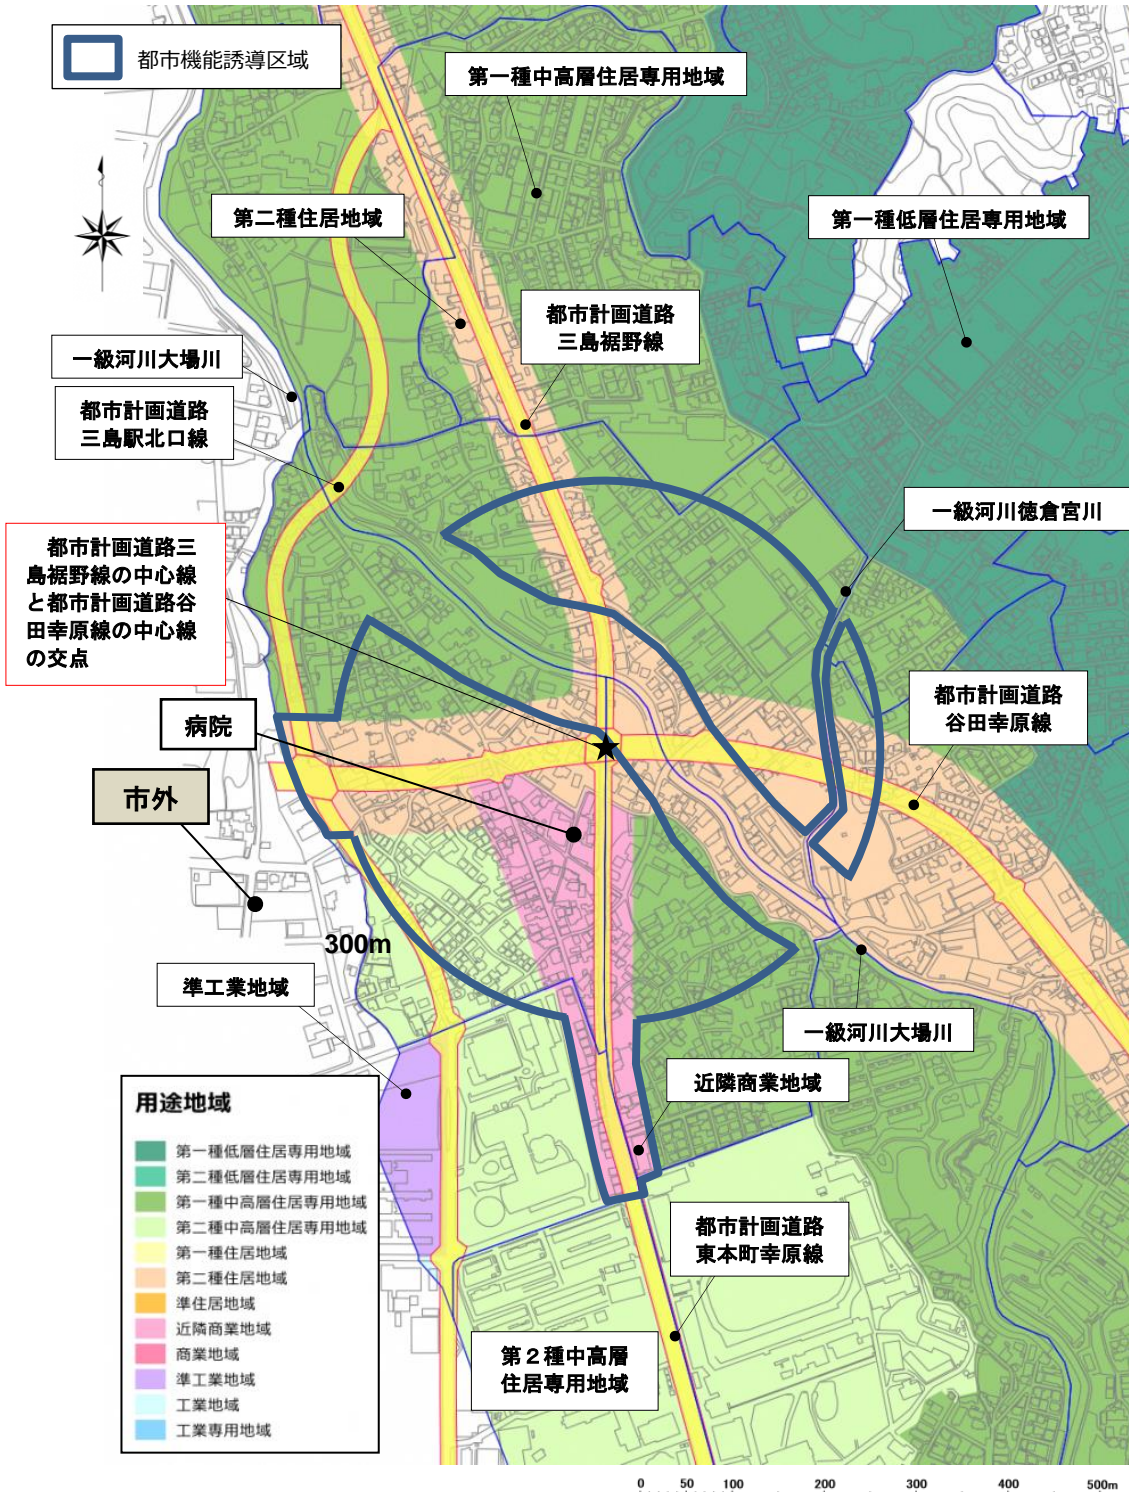 都市機能誘導区域
第一種中高層住居専用地域
第二種住居地域
第一種低層住居専用地域
都市計画道路
三島裾野線
一級河川大場川
都市計画道路
三島駅北口線
一級河川徳倉宮川
都市計画道路三
島裾野線の中心線
と都市計画道路谷
田幸原線の中心線
の交点
都市計画道路
谷田幸原線
病院
市外
300m
準工業地域
一級河川大場川
近隣商業地域
用途地域
第一種低層住居専用地域
第二種低層住居専用地域
第一種中高層住居専用地域
第二種中高層住居専用地域
第一種住居地域
第二種住居地域
準住居地域
近隣商業地域
商業地域
準工業地域
工業地域
工業専用地域
都市計画道路
東本町幸原線
第２種中高層
住居専用地域
0 50 100 200 300 400 500m